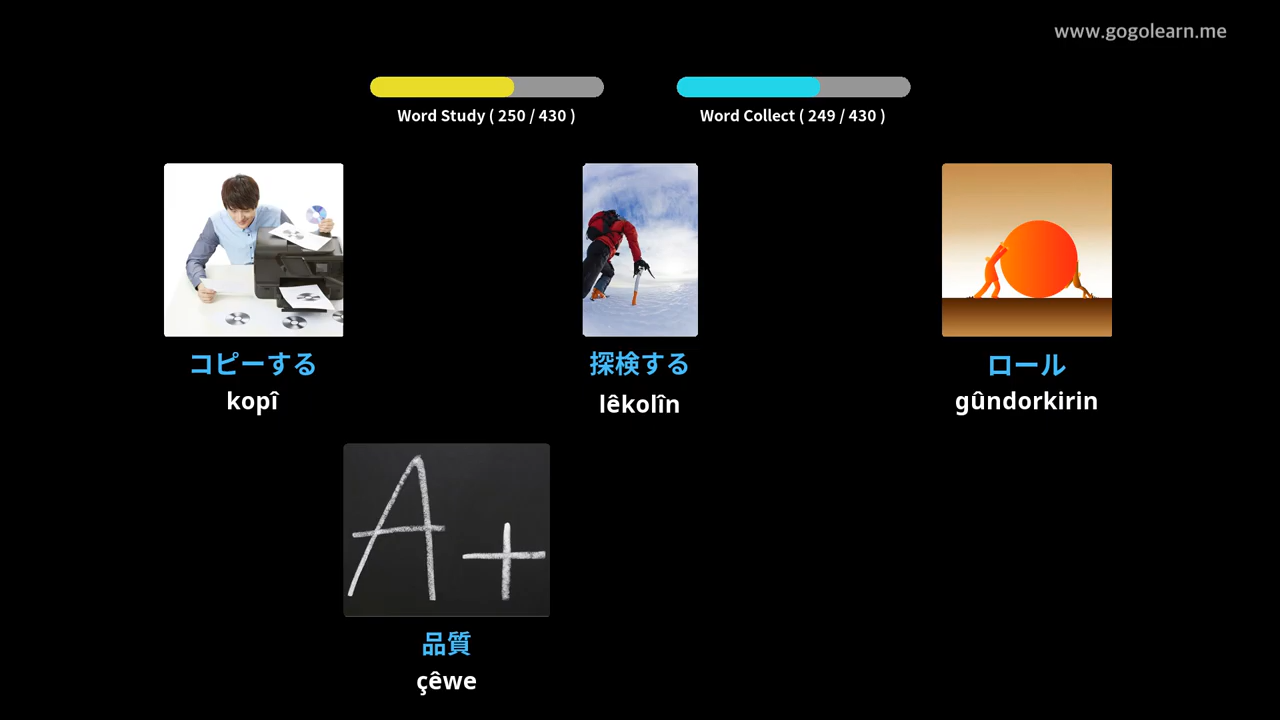 www.gogolearn.me
Word Study ( 250 / 430 )
Word Collect ( 249 / 430 )
コピーする
kopî
探検する
lêkolîn
ロール
gûndorkirin
A+
品質
çêwe